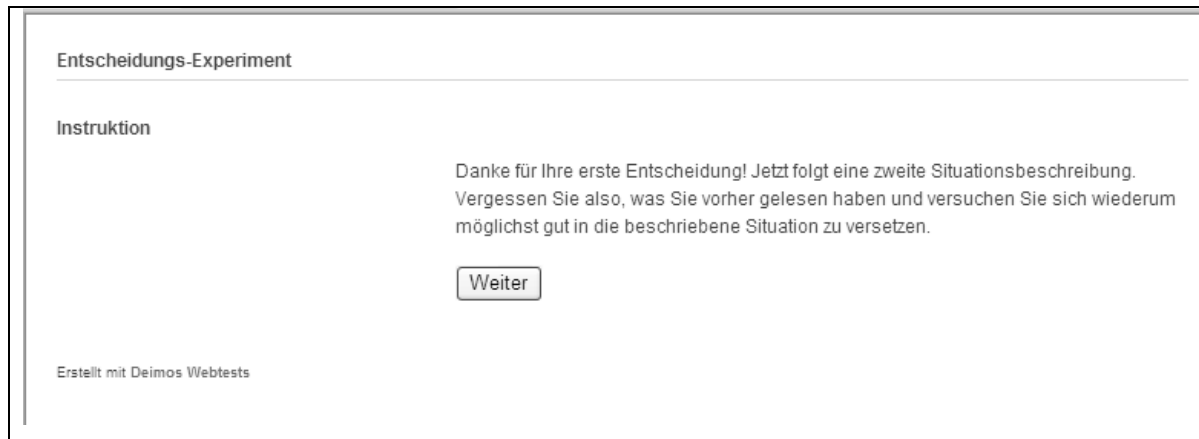 Entscheidungs-Experiment
Instruktion
Danke für Ihre erste Entscheidung! Jetzt folgt eine zweite Situationsbeschreibung.
Vergessen Sie also, was Sie vorher gelesen haben und versuchen Sie sich wiederum
möglichst gut in die beschriebene Situation zu versetzen.
Weiter
Erstellt mit Deimos Webtests